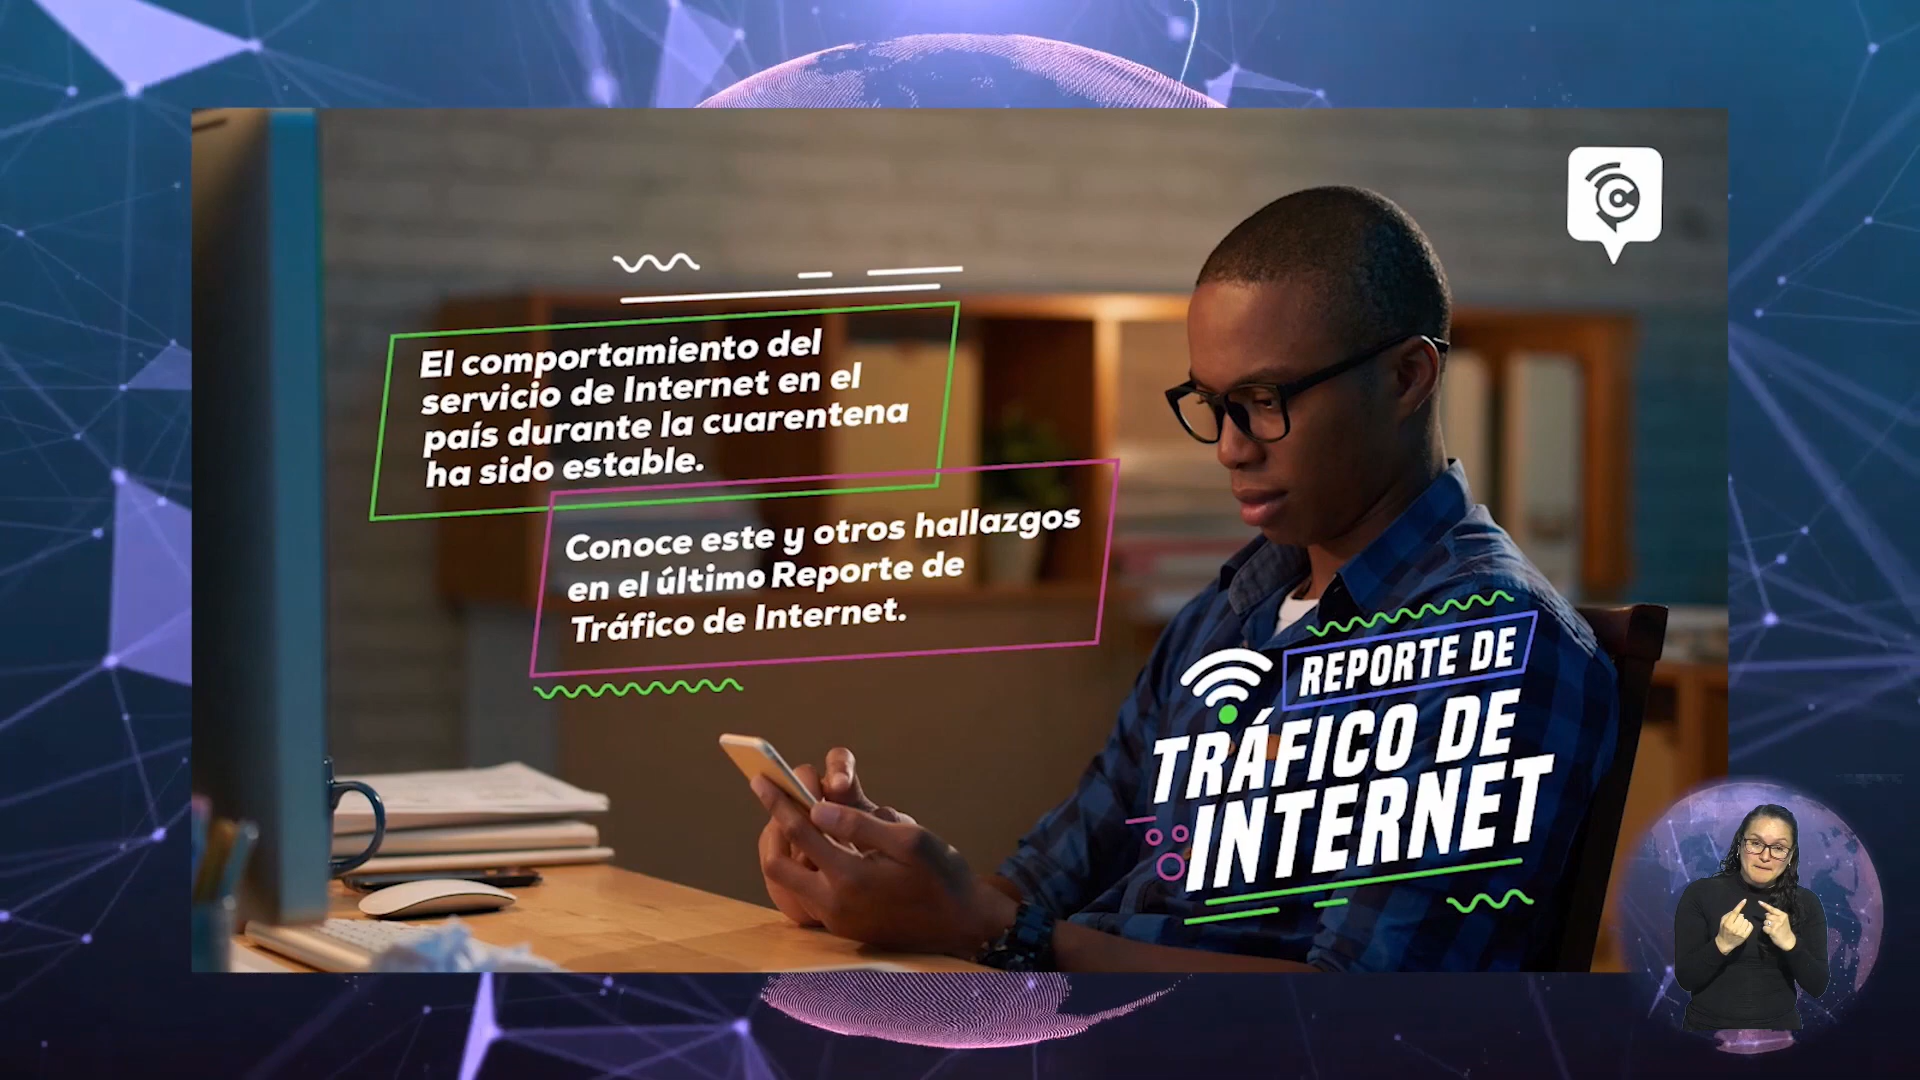 El comportamiento del
servicio de Internet en el
país durante la cuarentena
ha sido estable.
Conoce este y otros hallazgos
en el último Reporte de
Tráfico de Internet.
REPORTE DE
TRÁFICO DE
INTERNET